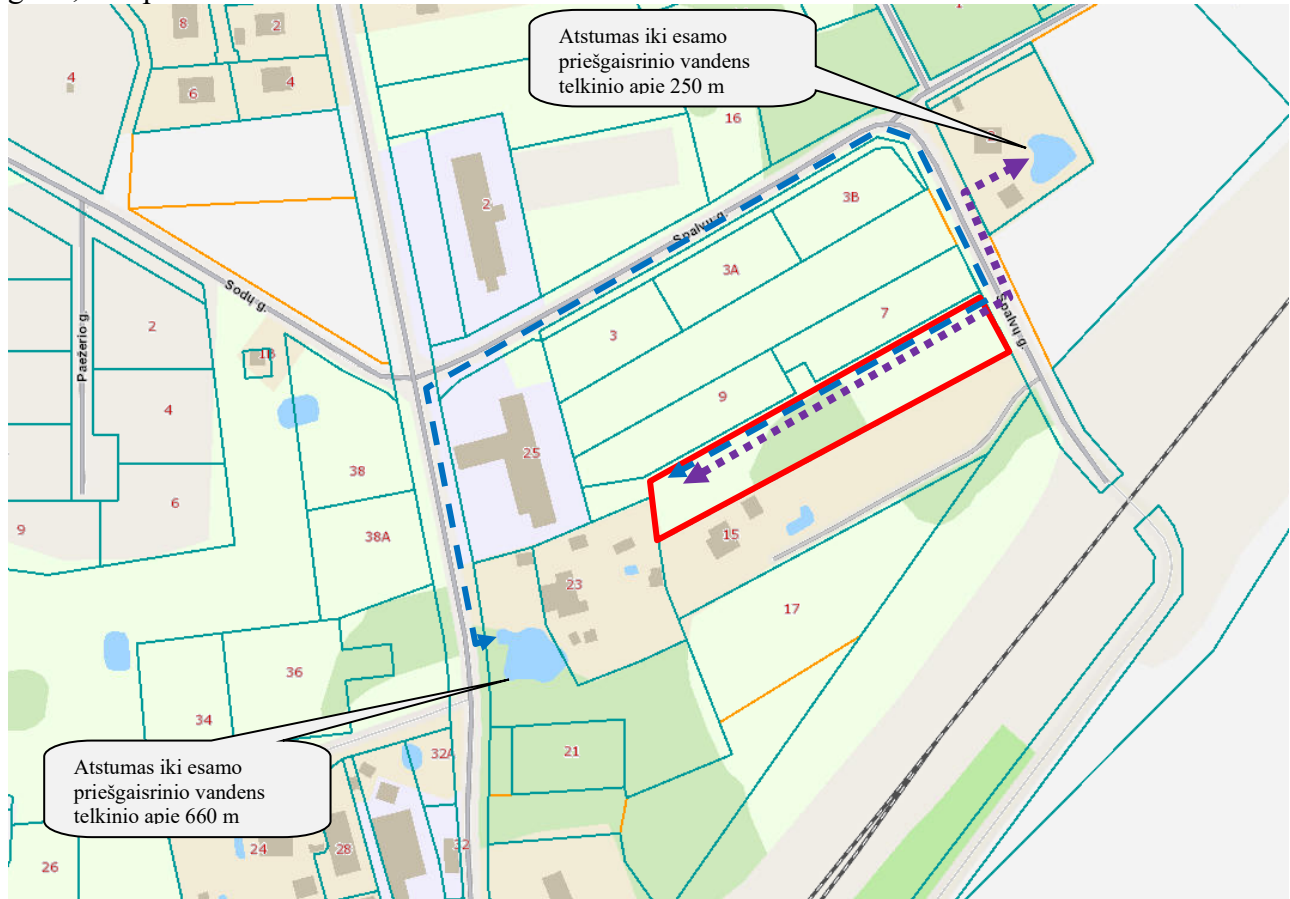 8
2
4
4
6
Atstumas iki esamo
priešgaisrinio vandens
telkinio apie 250 m
16
2
3B
Spalvų g.
3A
Sodų g.
Paežerio g.
2
3
7
Spalvų g.
1B
4
9
38
25
6
9
38A
15
23
17
36
34
21
32A
Atstumas iki esamo
priešgaisrinio vandens
telkinio apie 660 m
24
28
32
26